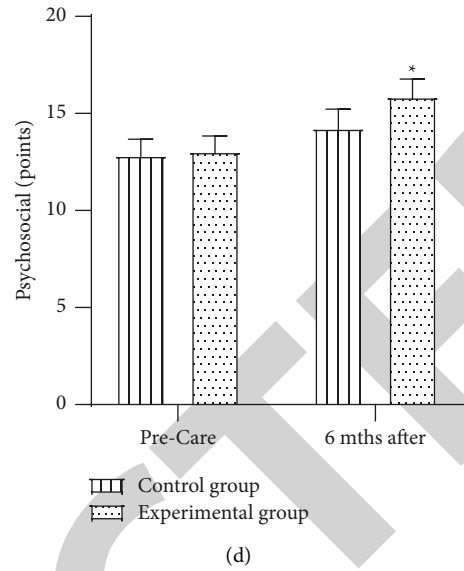 20
15
10
5
0
Psychosocial (points)
*
Pre-Care
6 mths after
Control group
Experimental group
(d)